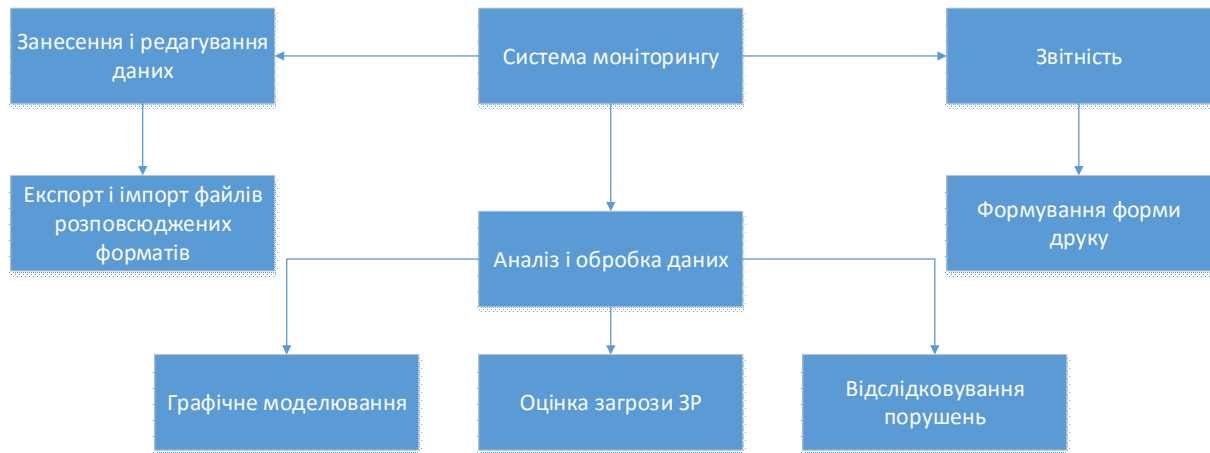 Занесення і редагування
даних
Система моніторингу
Звітність
Експорт і імпорт файлів
розповсюджених
форматів
Формування форми
друку
Аналіз і обробка даних
Графічне моделювання
Оцінка загрози ЗР
Відслідковування
порушень